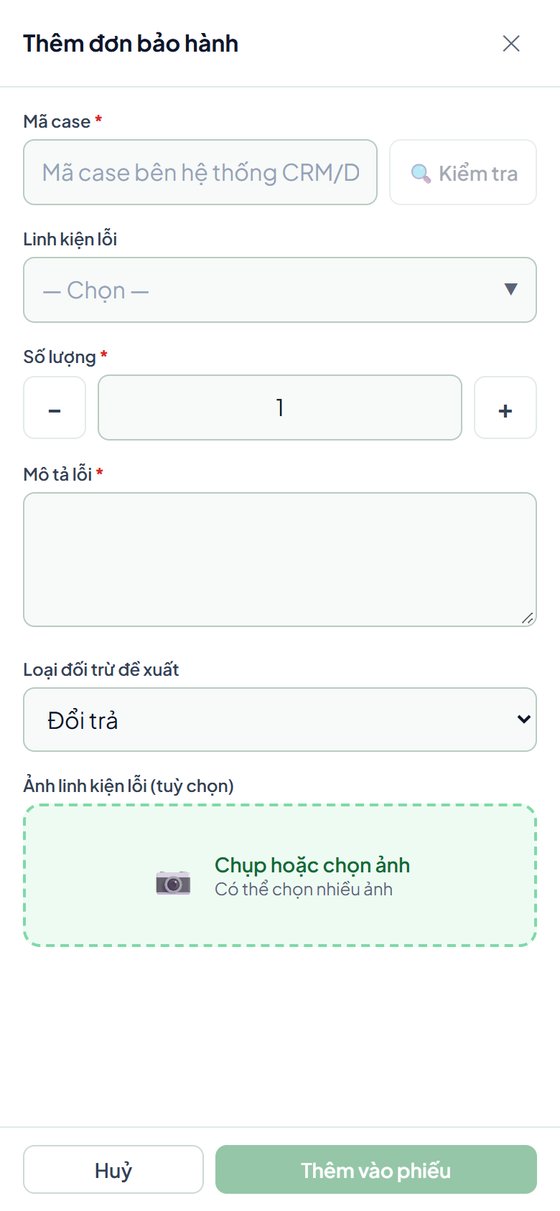 Thêm đơn bảo hành
Mã case *
Mã case bên hệ thống CRM/D
Kiểm tra
Linh kiện lỗi
— Chọn —
Số lượng *
–
1
+
Mô tả lỗi *
Loại đối trừ đề xuất
Đổi trả
Ảnh linh kiện lỗi (tuỳ chọn)
Chụp hoặc chọn ảnh
Có thể chọn nhiều ảnh
Huỷ
Thêm vào phiếu